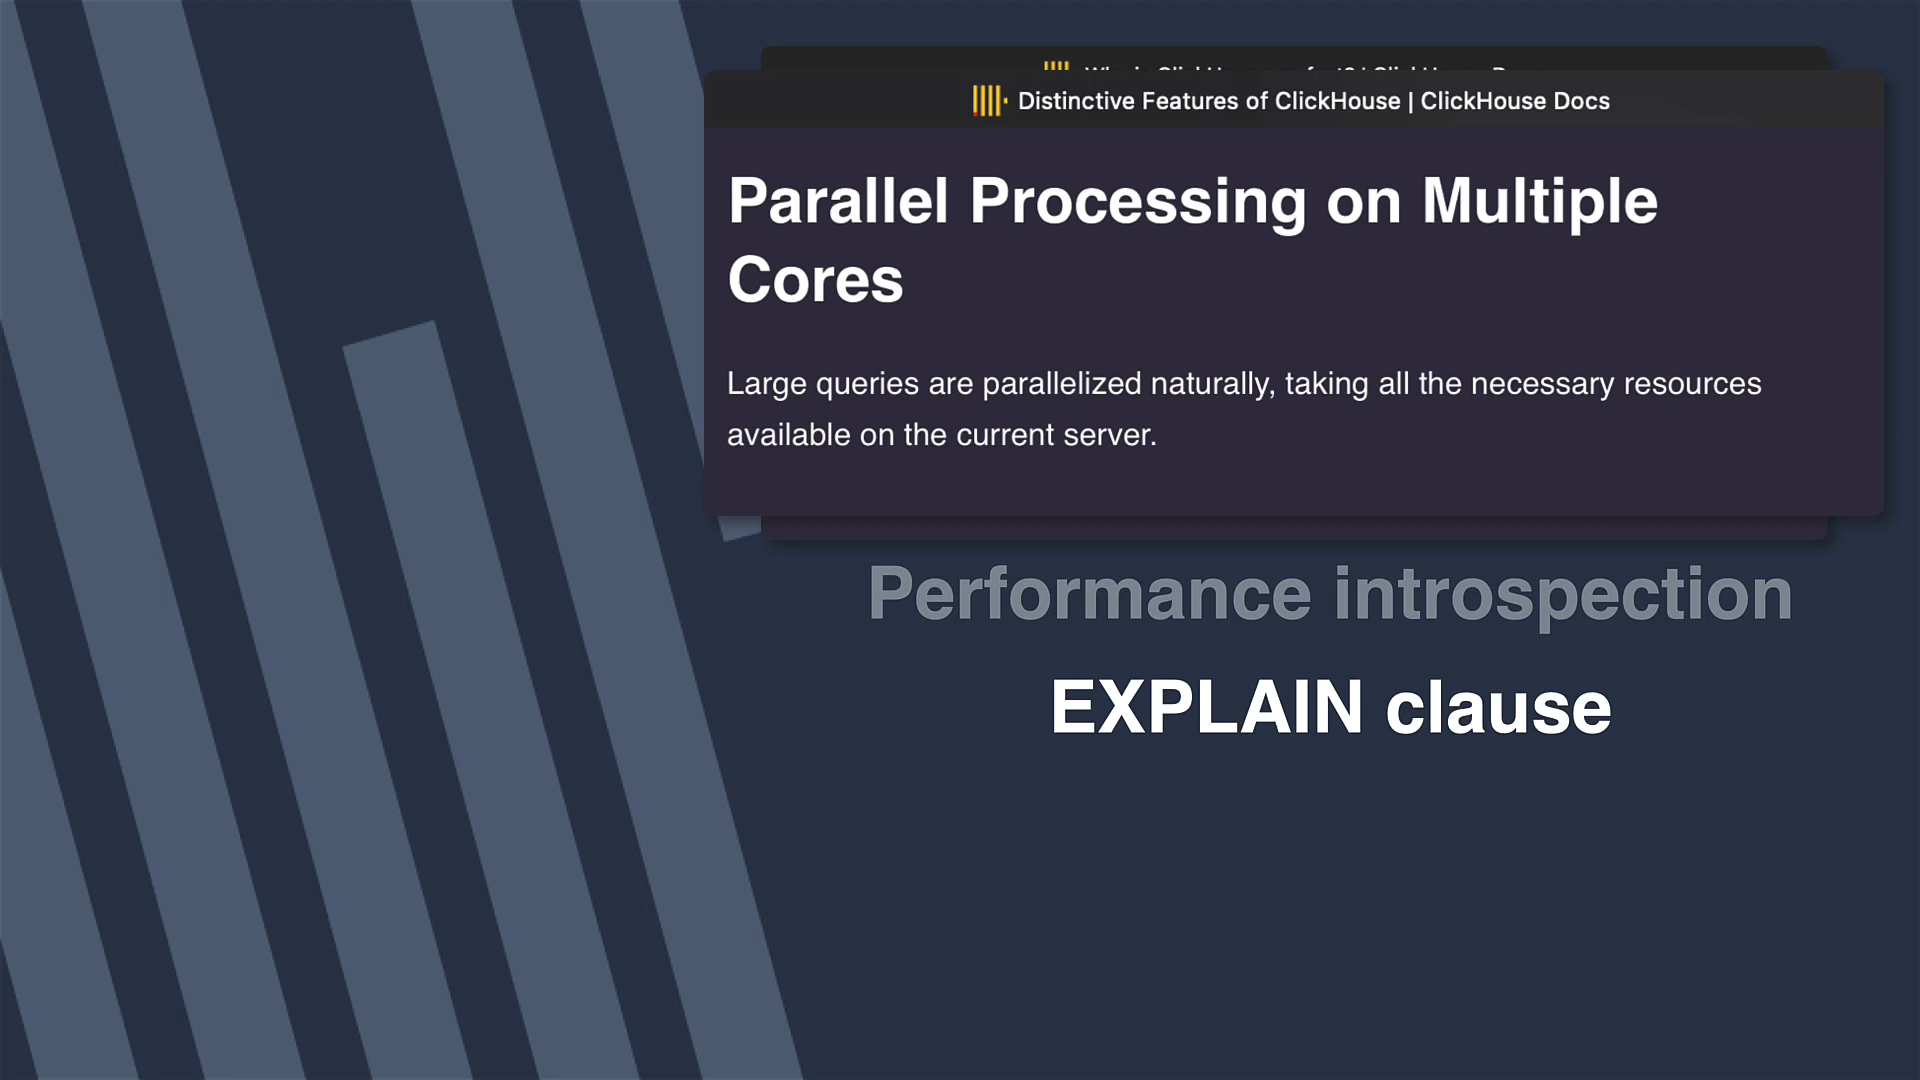 Distinctive Features of ClickHouse | ClickHouse Docs
Parallel Processing on Multiple
Cores
Large queries are parallelized naturally, taking all the necessary resources
available on the current server.
Performance introspection
EXPLAIN clause